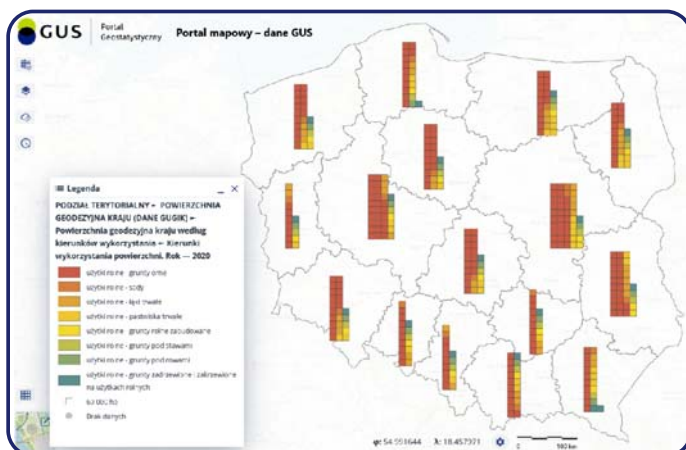 GUS
Portal
Geostatystyczny
Portal mapowy – dane GUS
Legenda
PODZIAŁ TERYTORIALNY – POWIERZCHNIA
GEODEZYJNA KRAJU (DANE GUGIK) –
Powierzchnia geodezyjna kraju według
kierunków wykorzystania – Kierunki
wykorzystania powierzchni. Rok — 2020
użytki rolne - grunty orne
użytki rolne - sady
użytki rolne - łąki trwałe
użytki rolne - pastwiska trwałe
użytki rolne - grunty rolne zabudowane
użytki rolne - grunty pod stawami
użytki rolne - grunty pod rowami
użytki rolne - grunty zadrzewione i zakrzewione
na użytkach rolnych
Brak danych
φ: 54.551644 λ: 18.457971
100 km